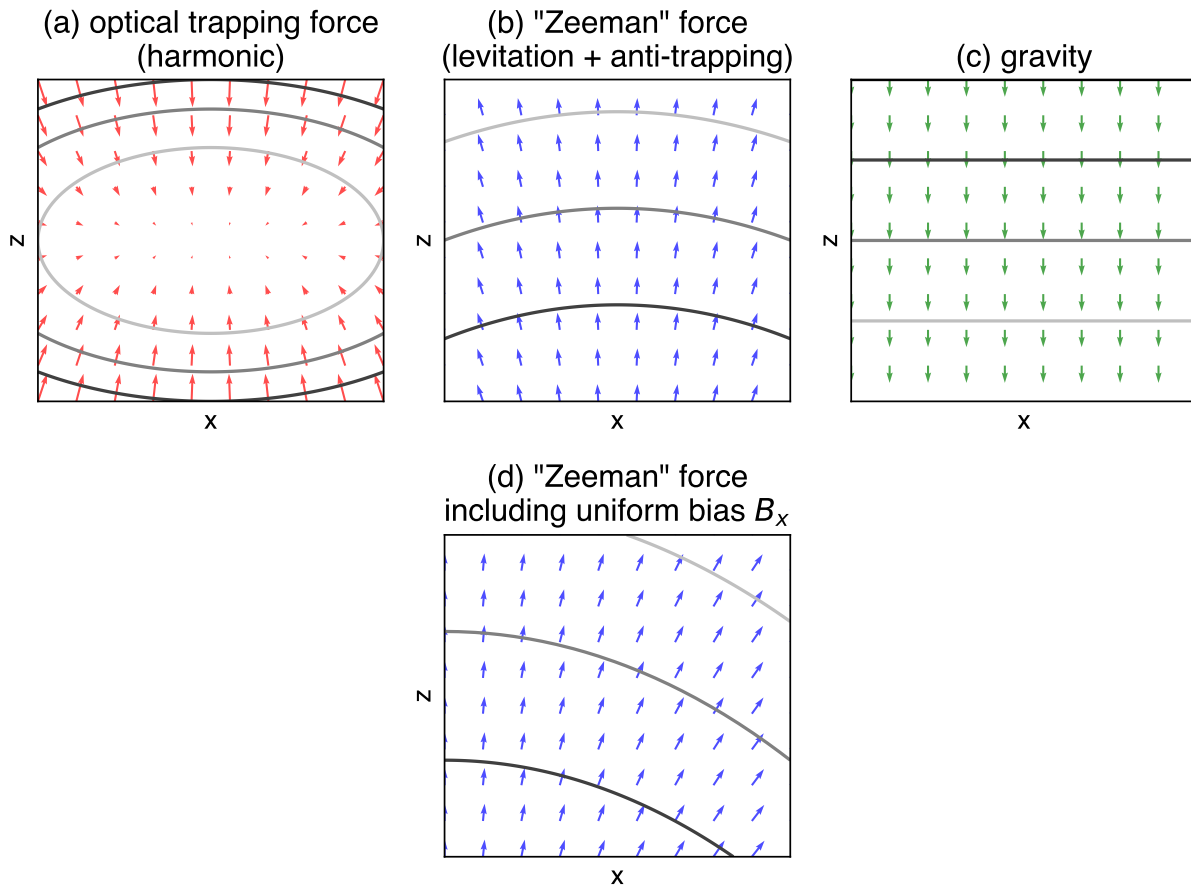 (a) optical trapping force
(harmonic)
z
x
(b) "Zeeman" force
(levitation + anti-trapping)
z
x
(c) gravity
z
x
(d) "Zeeman" force
including uniform bias Bₓ
z
x